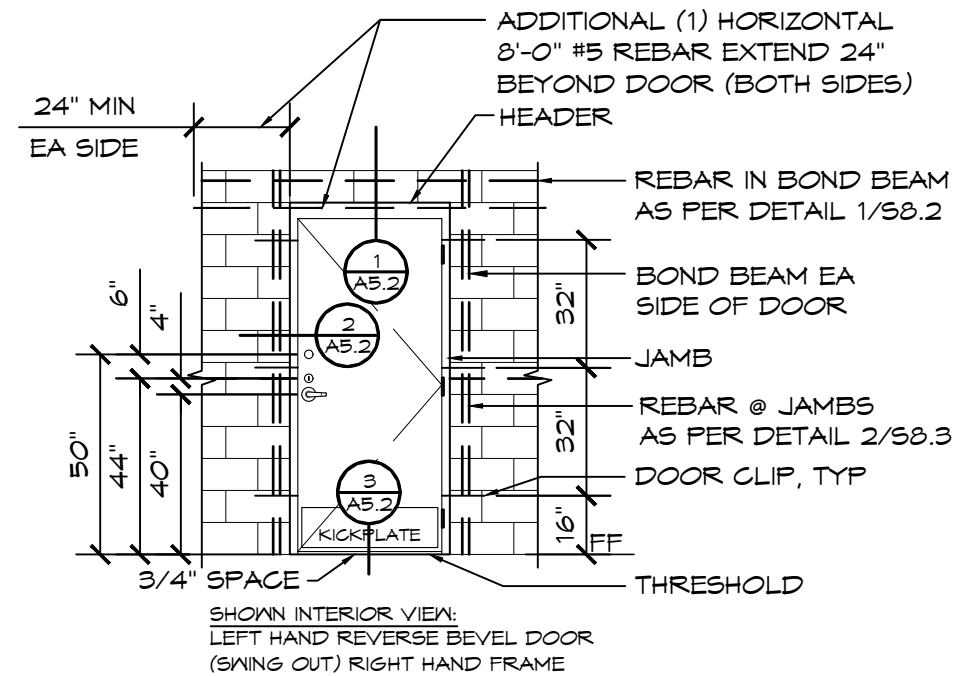 ADDITIONAL (1) HORIZONTAL
8'-0" #5 REBAR EXTEND 24"
BEYOND DOOR (BOTH SIDES)
HEADER
24" MIN
EA SIDE
REBAR IN BOND BEAM
AS PER DETAIL 1/S8.2
1
A5.2
BOND BEAM EA
SIDE OF DOOR
6"
4"
32"
2
A5.2
JAMB
REBAR @ JAMBS
AS PER DETAIL 2/S8.3
50"
44"
40"
32"
DOOR CLIP, TYP
3
A5.2
KICKPLATE
16"
FF
3/4" SPACE
THRESHOLD
SHOWN INTERIOR VIEW:
LEFT HAND REVERSE BEVEL DOOR
(SWING OUT) RIGHT HAND FRAME